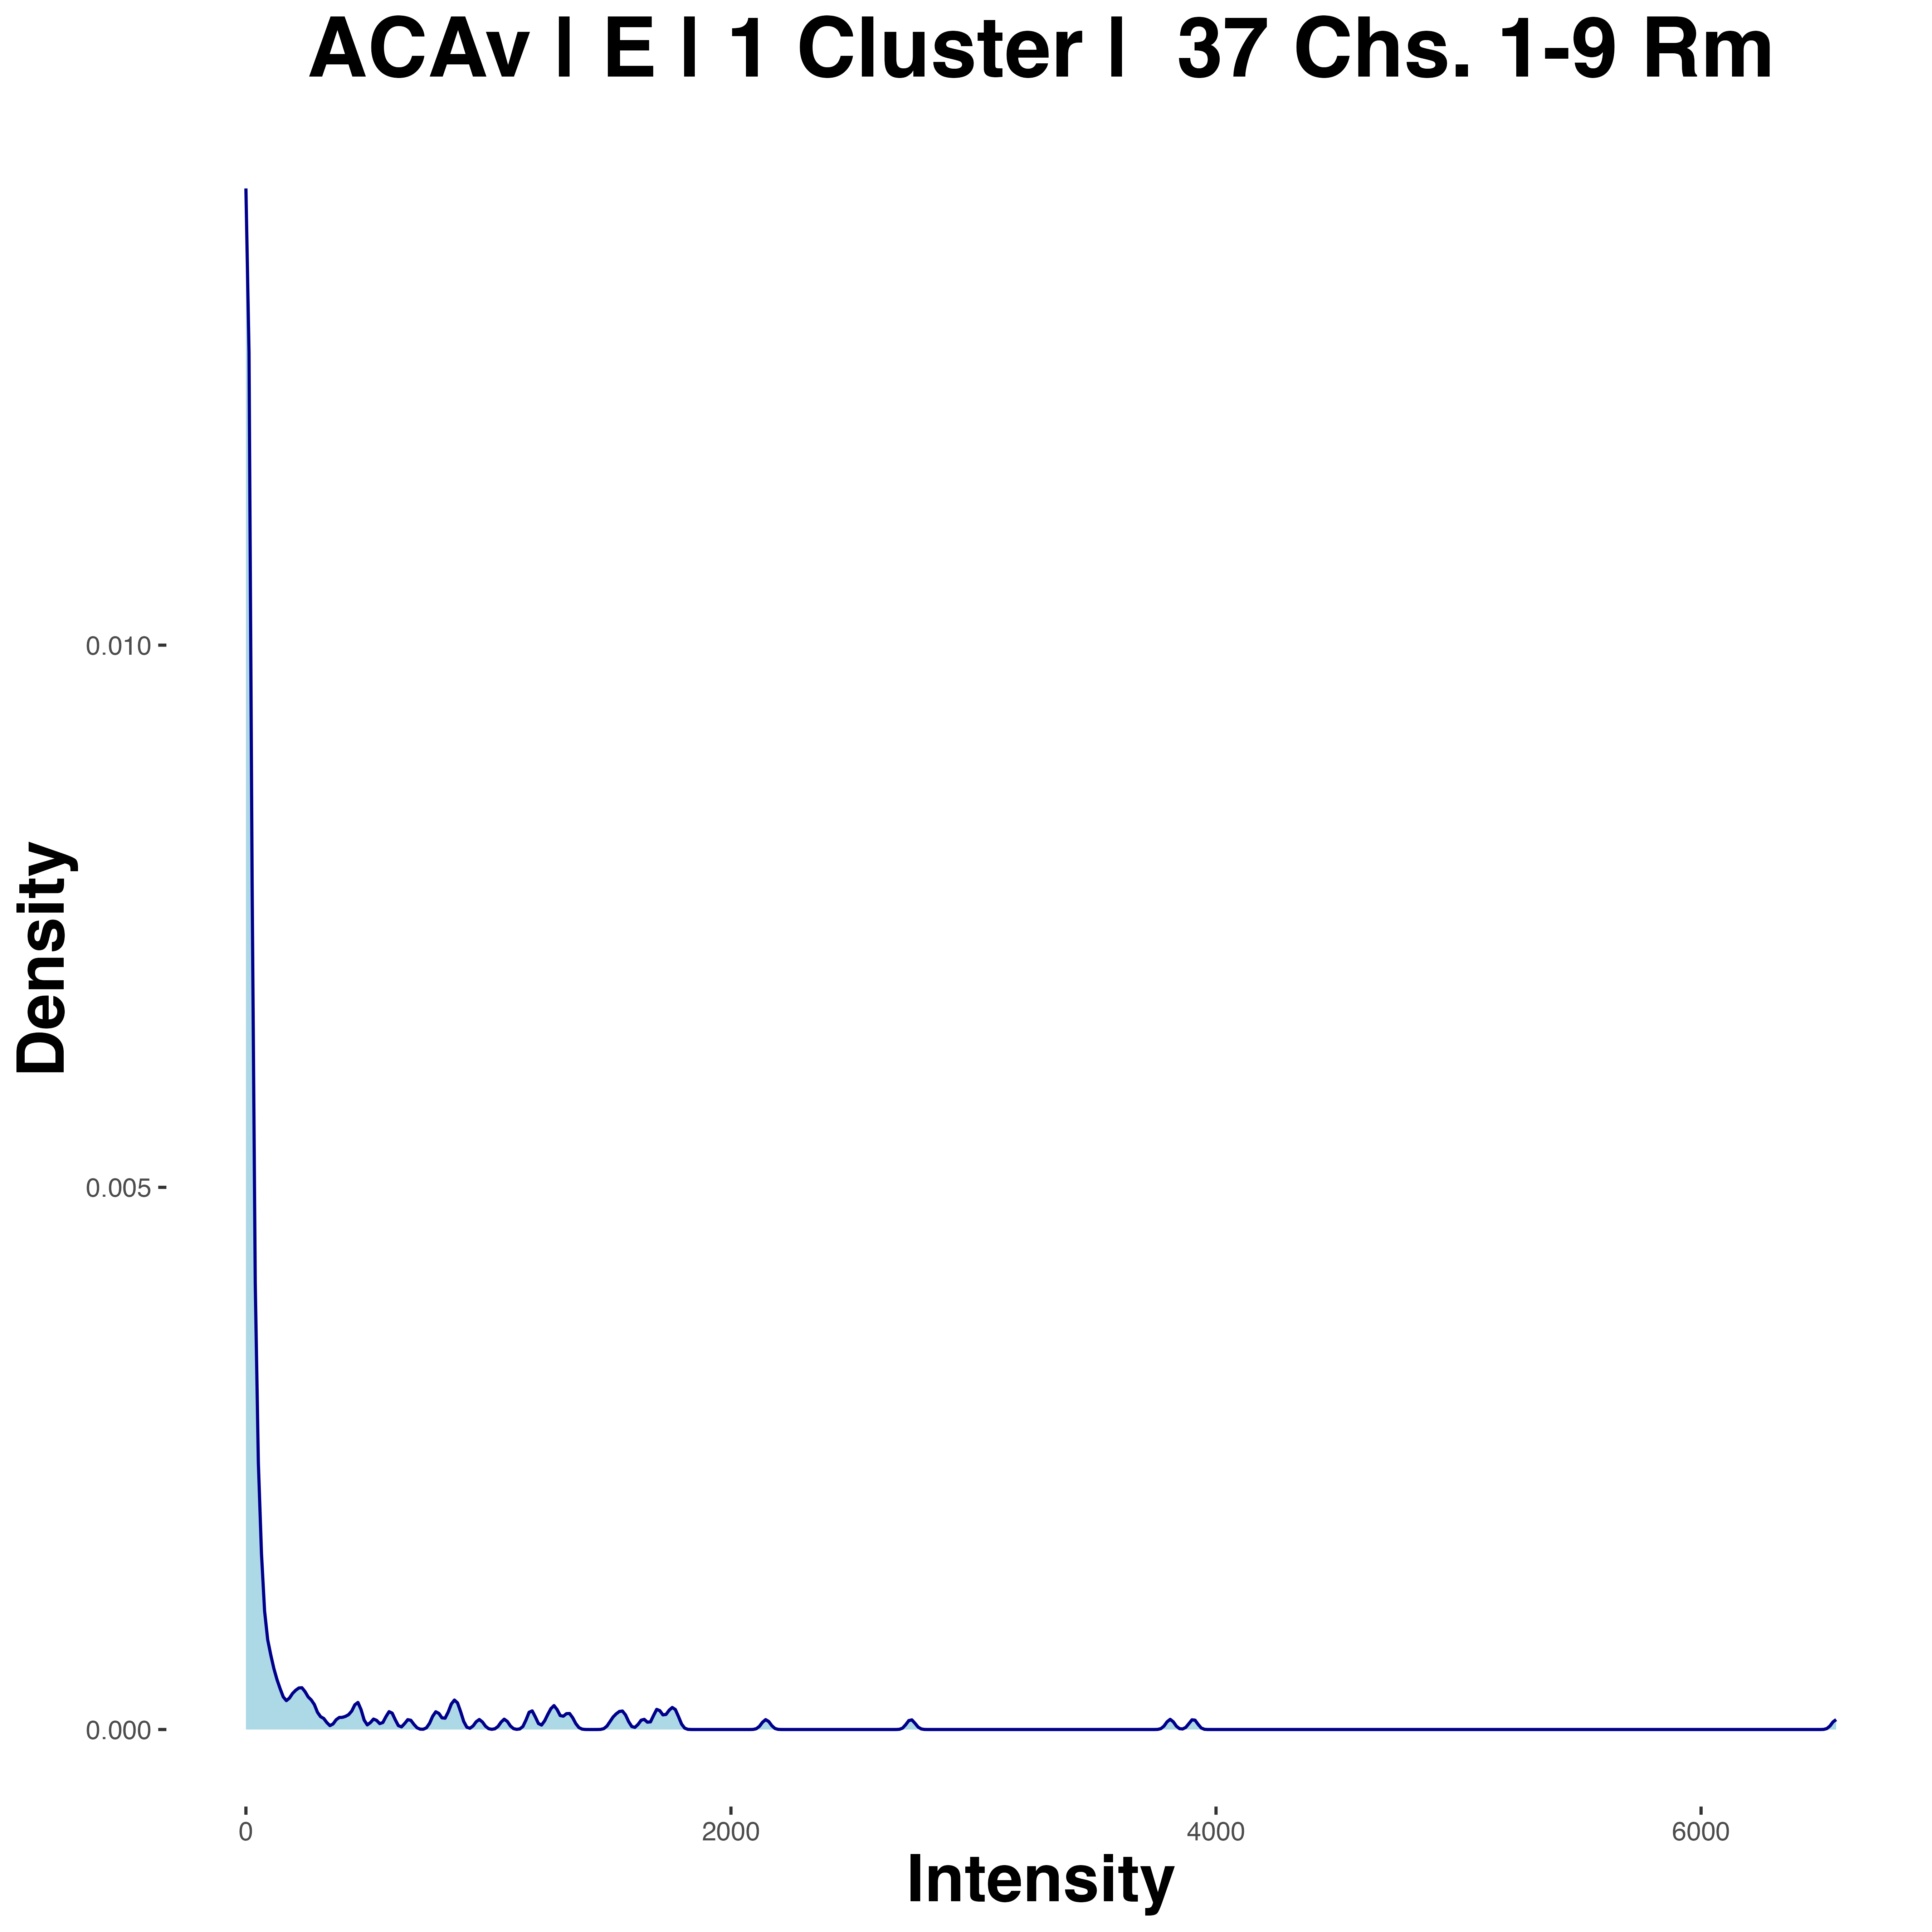 ACAv | E | 1 Cluster |  37 Chs. 1-9 Rm
Density
0.010
0.005
0.000
0 2000 4000 6000
Intensity